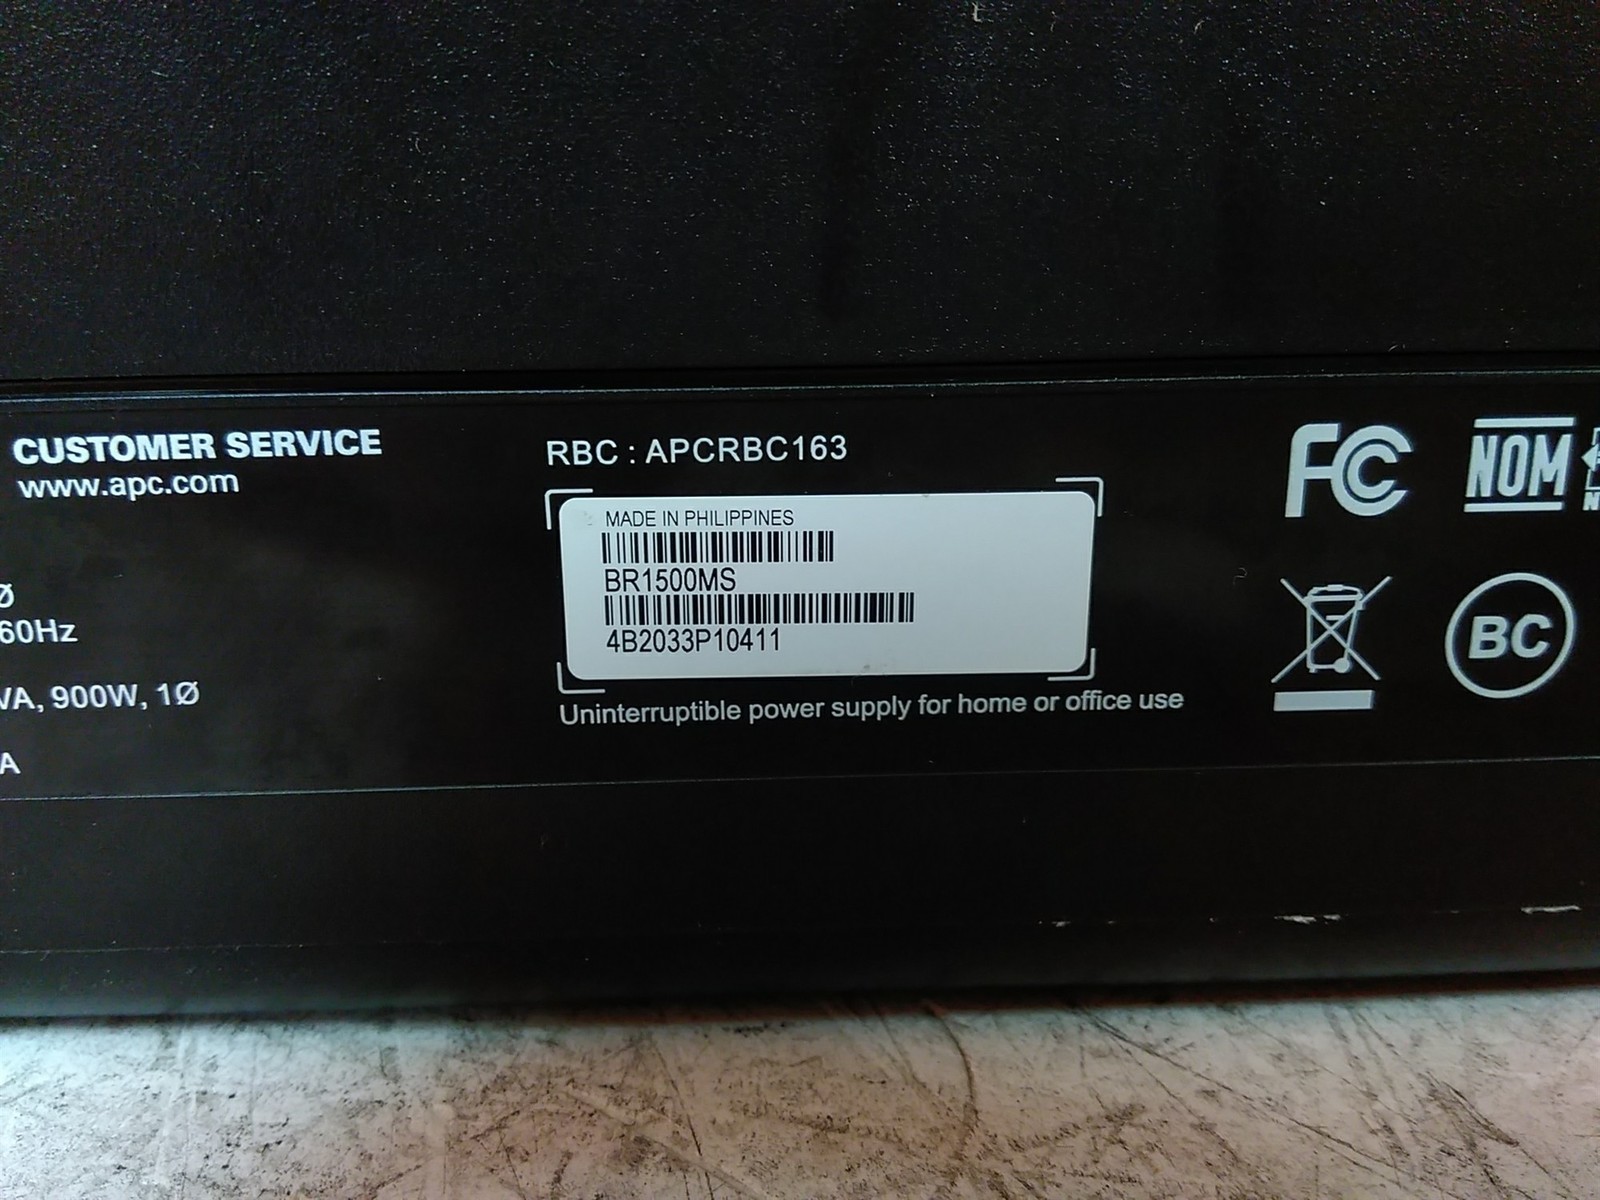 CUSTOMER SERVICE
www.apc.com
Ø
60Hz
VA, 900W, 1Ø
A
RBC : APCRBC163
MADE IN PHILIPPINES
BR1500MS
4B2033P10411
Uninterruptible power supply for home or office use
FC
NOM
BC